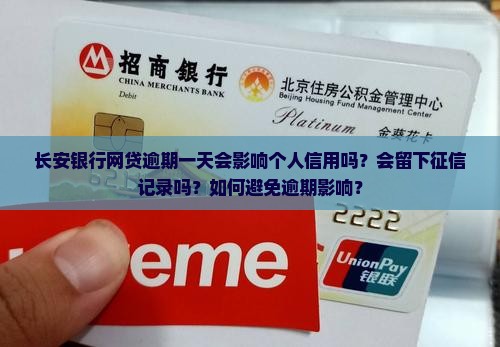 招商银行
CHINA MERCHANTS BANK
Debit
北京住房公积金管理中心
Beijing Housing Fund Management Center
Platinum
金葵花卡
长安银行网贷逾期一天会影响个人信用吗？会留下征信
记录吗？如何避免逾期影响？
2222
eme
UnionPay
银联